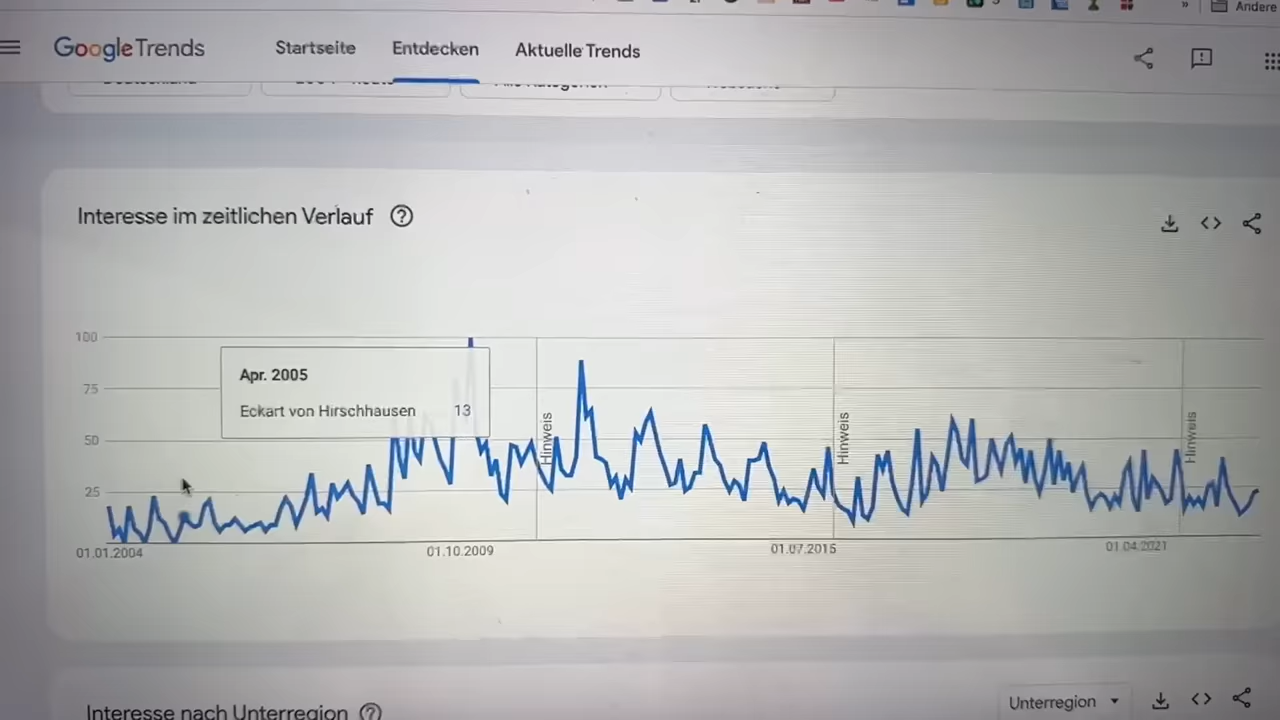 Andere
Google Trends
Startseite
Entdecken
Aktuelle Trends
Interesse im zeitlichen Verlauf
100
75
50
25
Apr. 2005
Eckart von Hirschhausen 13
Hinweis
Hinweis
Hinweis
01.01.2004
01.10.2009
01.07.2015
01.04.2021
Interesse nach Unterregion
Unterregion